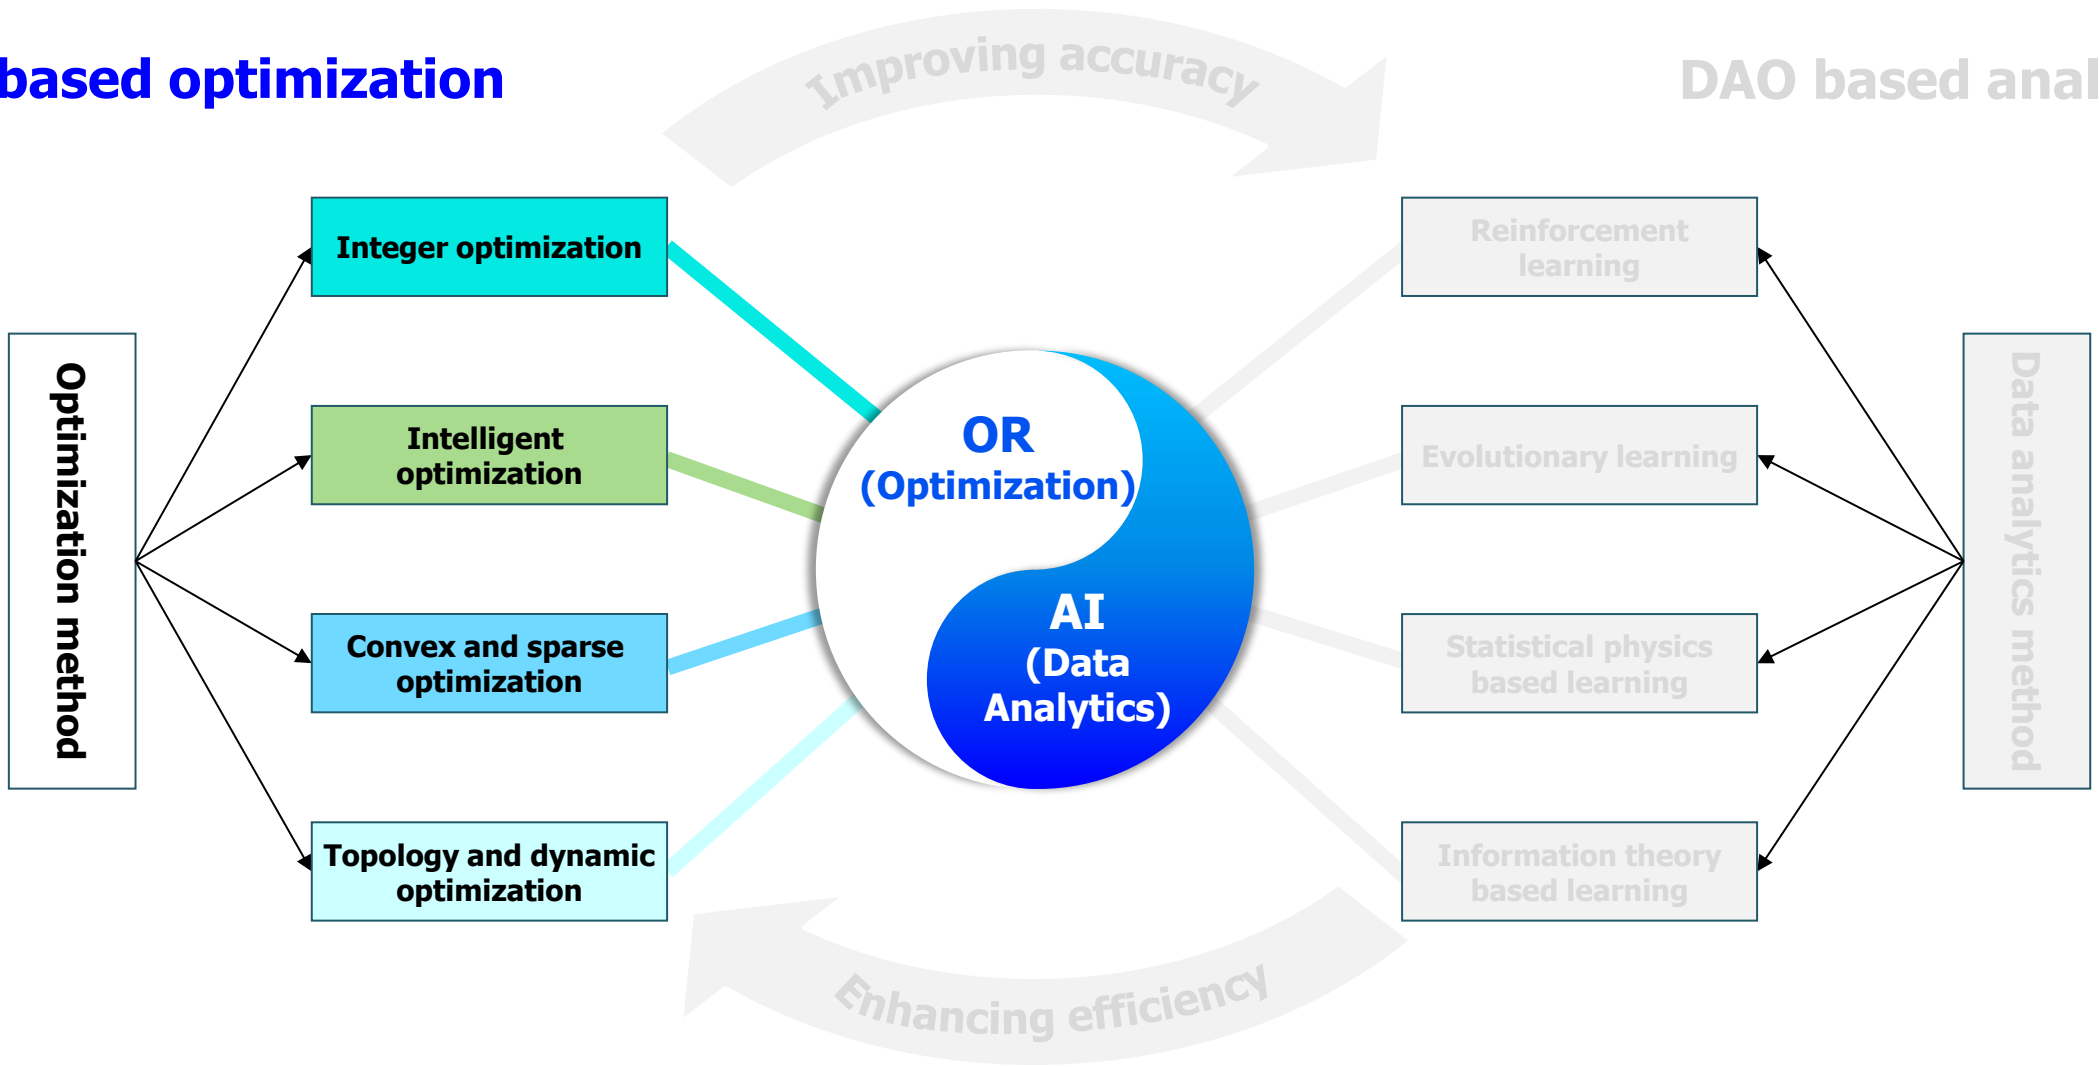 based optimization
Improving accuracy
DAO based anal
Optimization method
Integer optimization
Intelligent
optimization
Convex and sparse
optimization
Topology and dynamic
optimization
OR
(Optimization)
AI
(Data
Analytics)
Reinforcement
learning
Evolutionary learning
Statistical physics
based learning
Information theory
based learning
Data analytics method
Enhancing efficiency